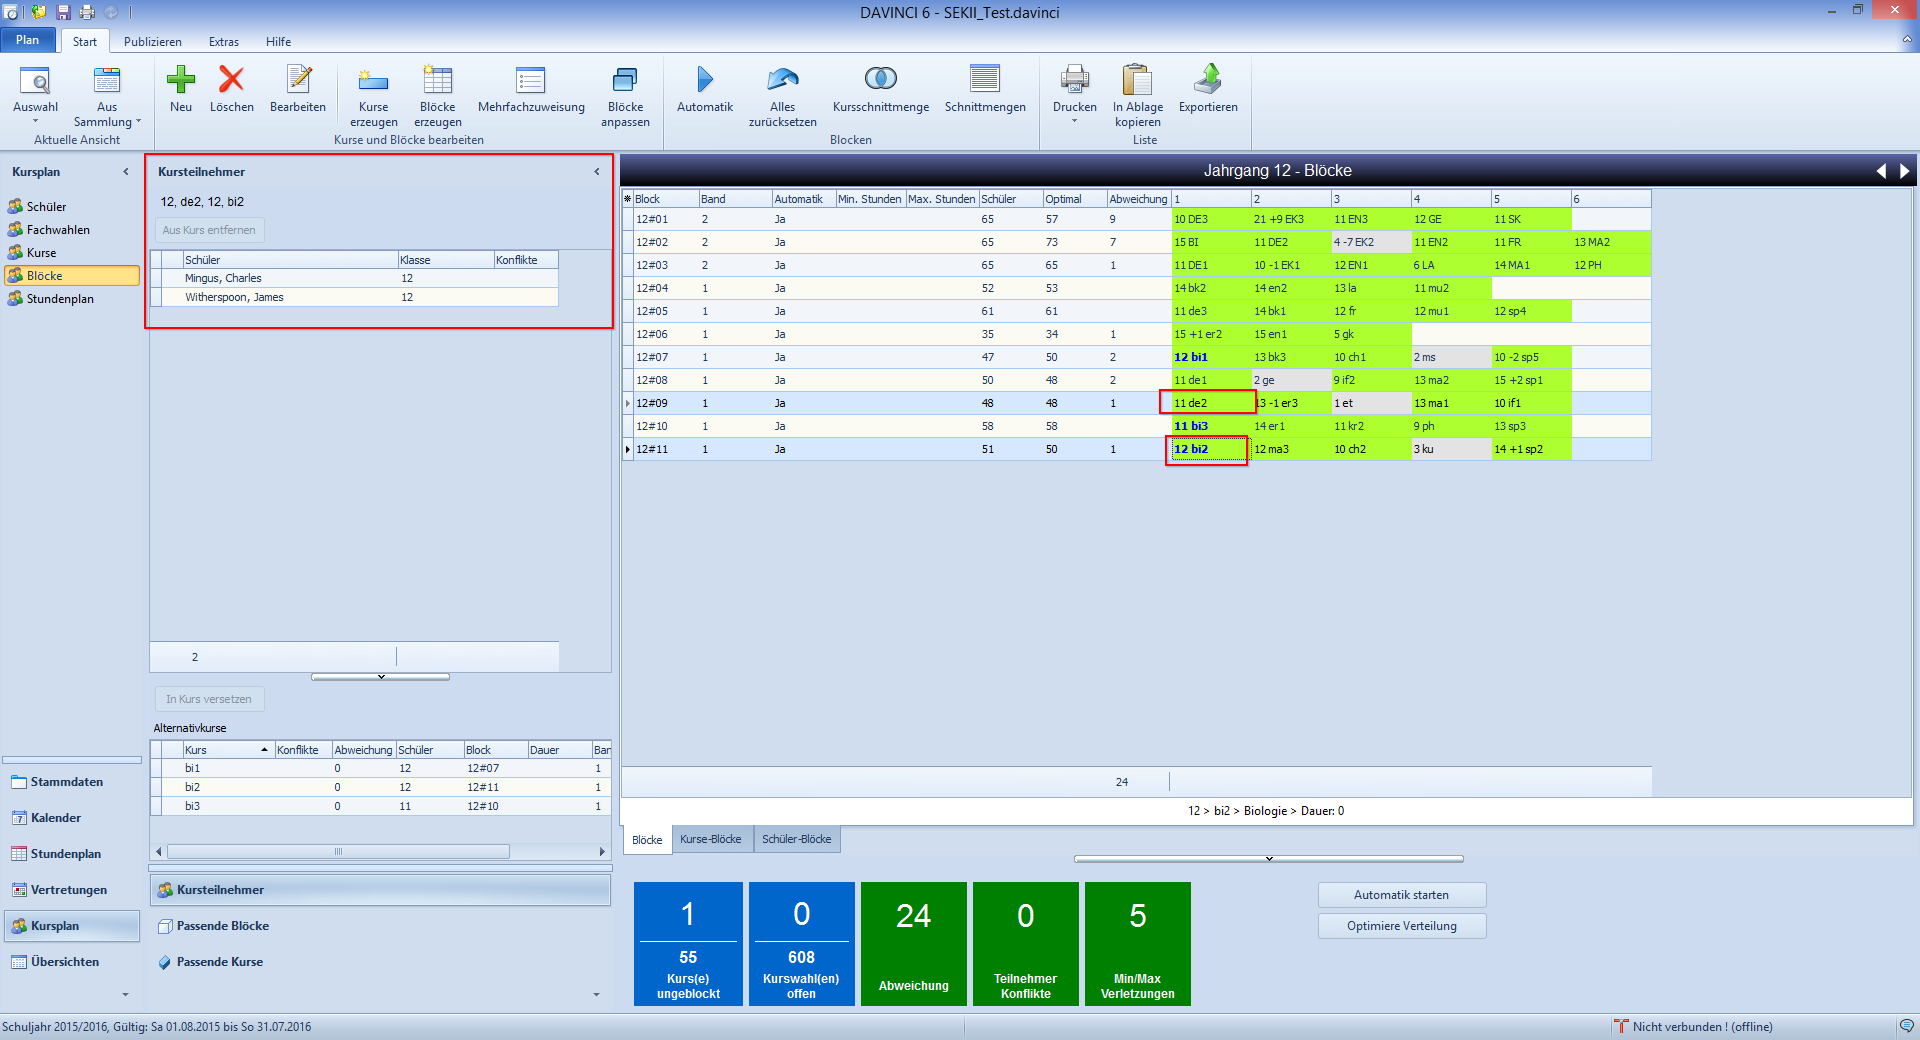 DAVINCI 6 - SEKII_Test.davinci
Plan Start Publizieren Extras Hilfe
Auswahl
Aus Sammlung
Aktuelle Ansicht
Neu
Löschen
Bearbeiten
Kurse erzeugen
Blöcke erzeugen
Mehrfachzuweisung
Blöcke anpassen
Kurse und Blöcke bearbeiten
Automatik
Alles zurücksetzen
Kursschnittmenge
Schnittmengen
Blocken
Drucken
In Ablage kopieren
Exportieren
Liste
Kursplan
Schüler
Fachwahlen
Kurse
Blöcke
Stundenplan
Stammdaten
Kalender
Stundenplan
Vertretungen
Kursplan
Übersichten
Kursteilnehmer
12, de2, 12, bi2
Aus Kurs entfernen
Schüler Klasse Konflikte
Mingus, Charles 12
Witherspoon, James 12
2
In Kurs versetzen
Alternativkurse
Kurs Konflikte Abweichung Schüler Block Dauer Ban
bi1 0 12 12#07 1
bi2 0 12 12#11 1
bi3 0 11 12#10 1
Kursteilnehmer
Passende Blöcke
Passende Kurse
Jahrgang 12 - Blöcke
Block Band Automatik Min. Stunden Max. Stunden Schüler Optimal Abweichung 1 2 3 4 5 6
12#01 2 Ja 65 57 9 10 DE3 21 +9 EK3 11 EN3 12 GE 11 SK
12#02 2 Ja 65 73 7 15 BI 11 DE2 4 -7 EK2 11 EN2 11 FR 13 MA2
12#03 2 Ja 65 65 1 11 DE1 10 -1 EK1 12 EN1 6 LA 14 MA1 12 PH
12#04 1 Ja 52 53 14 bk2 14 en2 13 la 11 mu2
12#05 1 Ja 61 61 11 de3 14 bk1 12 fr 12 mu1 12 sp4
12#06 1 Ja 35 34 1 15 +1 er2 15 en1 5 gk
12#07 1 Ja 47 50 2 12 bi1 13 bk3 10 ch1 2 ms 10 -2 sp5
12#08 1 Ja 50 48 2 11 de1 2 ge 9 if2 13 ma2 15 +2 sp1
12#09 1 Ja 48 48 1 11 de2 13 -1 er3 1 et 13 ma1 10 if1
12#10 1 Ja 58 58 11 bi3 14 er1 11 kr2 9 ph 13 sp3
12#11 1 Ja 51 50 1 12 bi2 12 ma3 10 ch2 3 ku 14 +1 sp2
24
12 > bi2 > Biologie > Dauer: 0
Blöcke Kurse-Blöcke Schüler-Blöcke
1
55
Kurs(e)
ungeblockt
0
608
Kurswahl(en)
offen
24
Abweichung
0
Teilnehmer
Konflikte
5
Min/Max
Verletzungen
Automatik starten
Optimiere Verteilung
Schuljahr 2015/2016, Gültig: Sa 01.08.2015 bis So 31.07.2016
Nicht verbunden ! (offline)